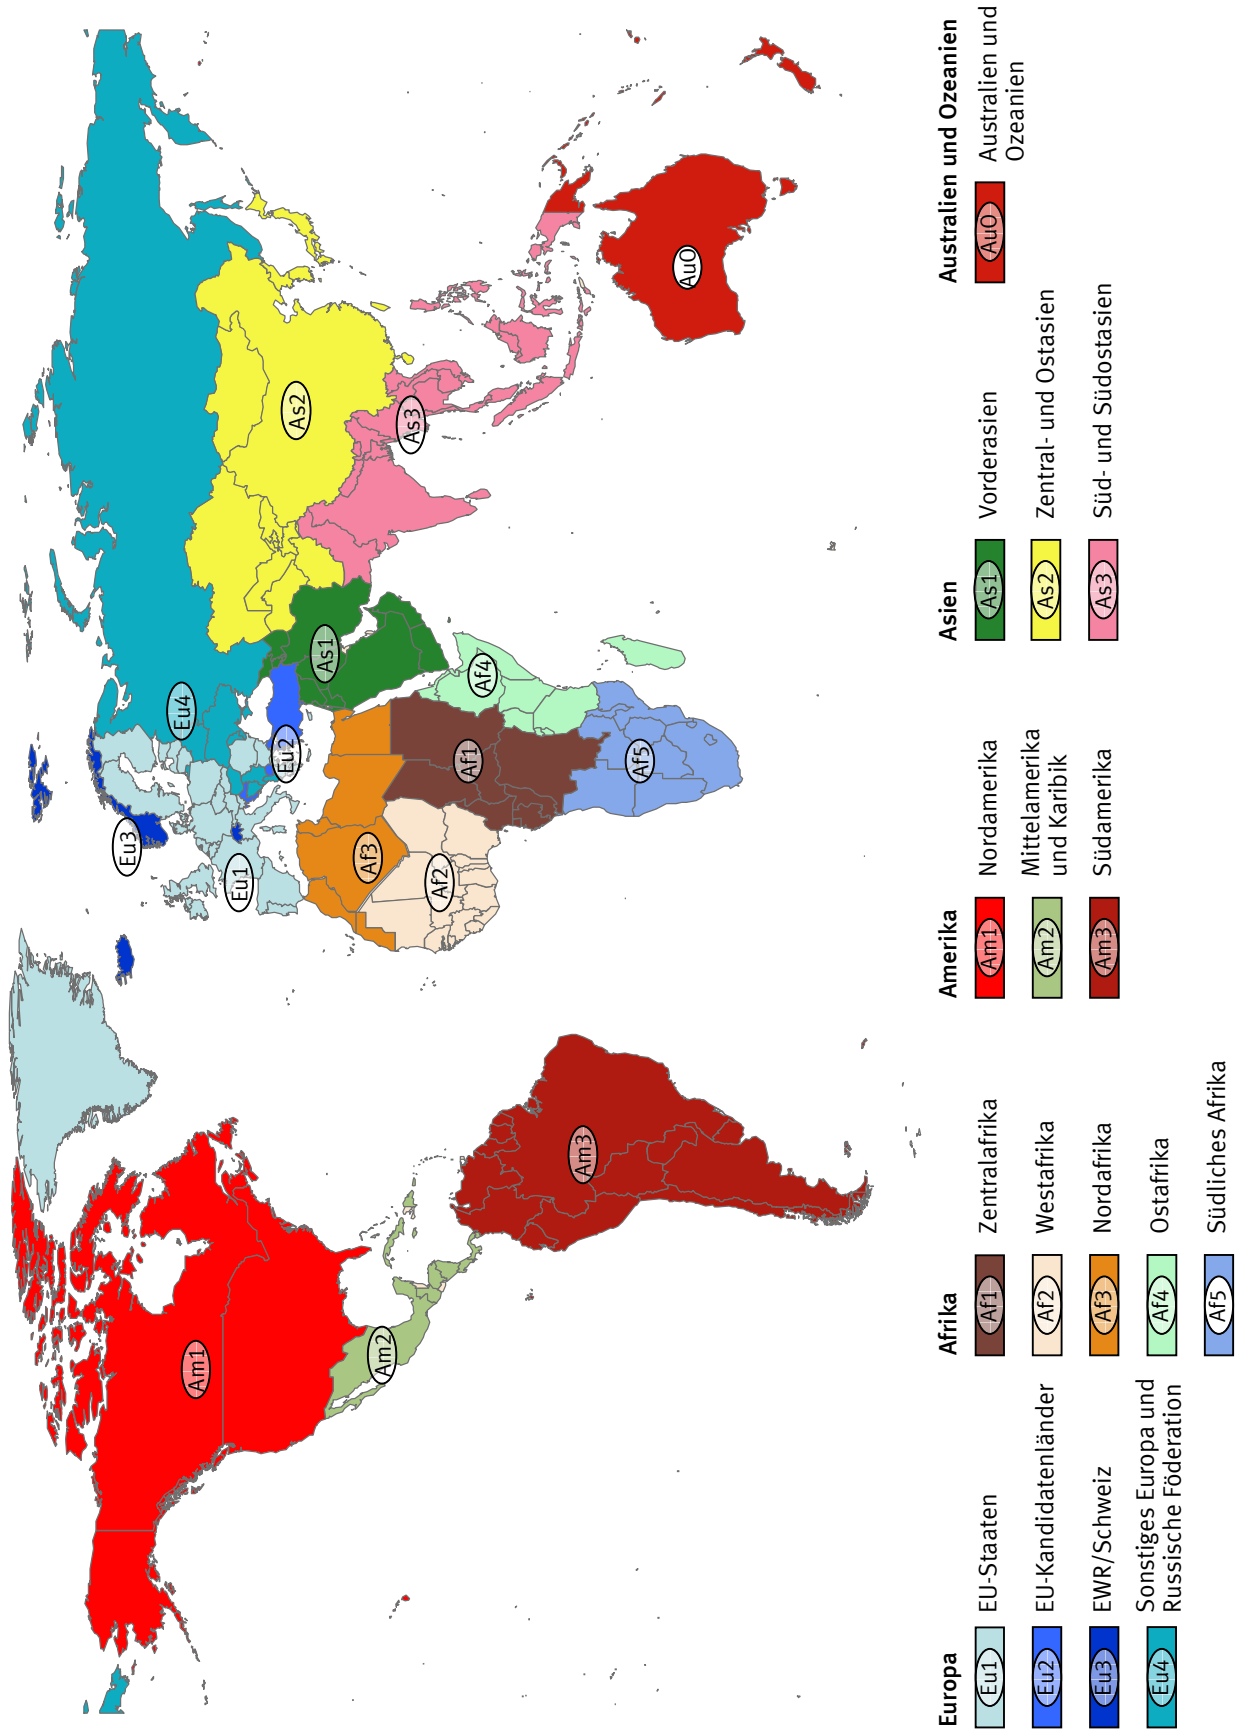 Eu3
Eu4
Eu1
Eu2
Am1
Am2
Am3
Af3
Af2
Af1
Af4
Af5
As1
As2
As3
AuO
Europa
Eu1 EU-Staaten
Eu2 EU-Kandidatenländer
Eu3 EWR/Schweiz
Eu4 Sonstiges Europa und
Russische Föderation
Afrika
Af1 Zentralafrika
Af2 Westafrika
Af3 Nordafrika
Af4 Ostafrika
Af5 Südliches Afrika
Amerika
Am1 Nordamerika
Am2 Mittelamerika
und Karibik
Am3 Südamerika
Asien
As1 Vorderasien
As2 Zentral- und Ostasien
As3 Süd- und Südostasien
Australien und Ozeanien
AuO Australien und
Ozeanien